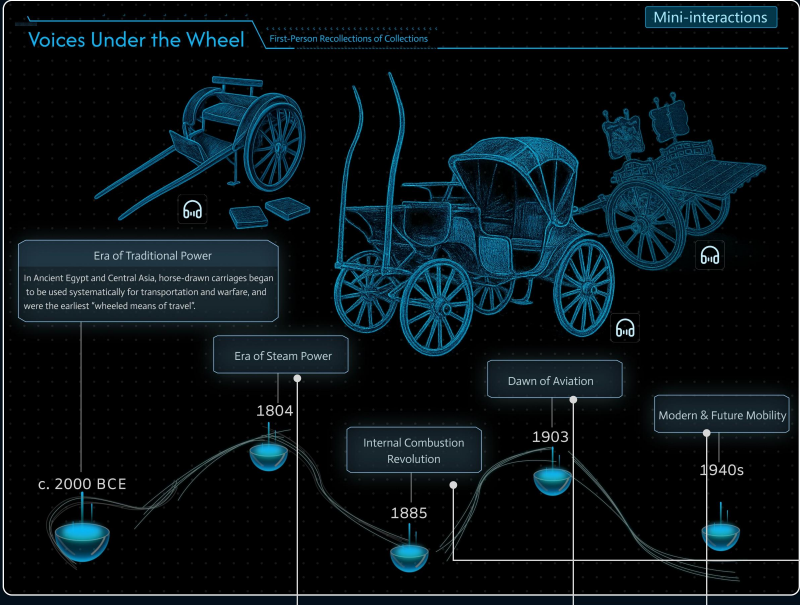 Mini-interactions
Voices Under the Wheel
First-Person Recollections of Collections
Era of Traditional Power
In Ancient Egypt and Central Asia, horse-drawn carriages began
to be used systematically for transportation and warfare, and
were the earliest “wheeled means of travel”.
Era of Steam Power
Dawn of Aviation
Modern & Future Mobility
Internal Combustion
Revolution
1804
1903
1940s
c. 2000 BCE
1885